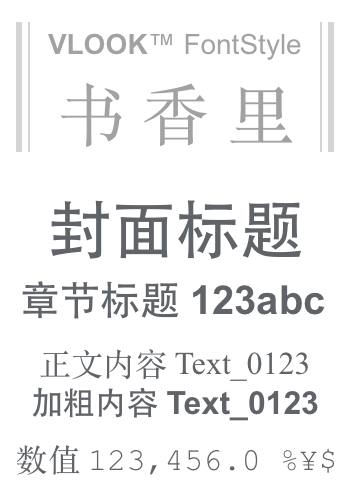 VLOOK™ FontStyle
书香里
封面标题
章节标题 123abc
正文内容 Text_0123
加粗内容 Text_0123
数值 123,456.0 %¥$